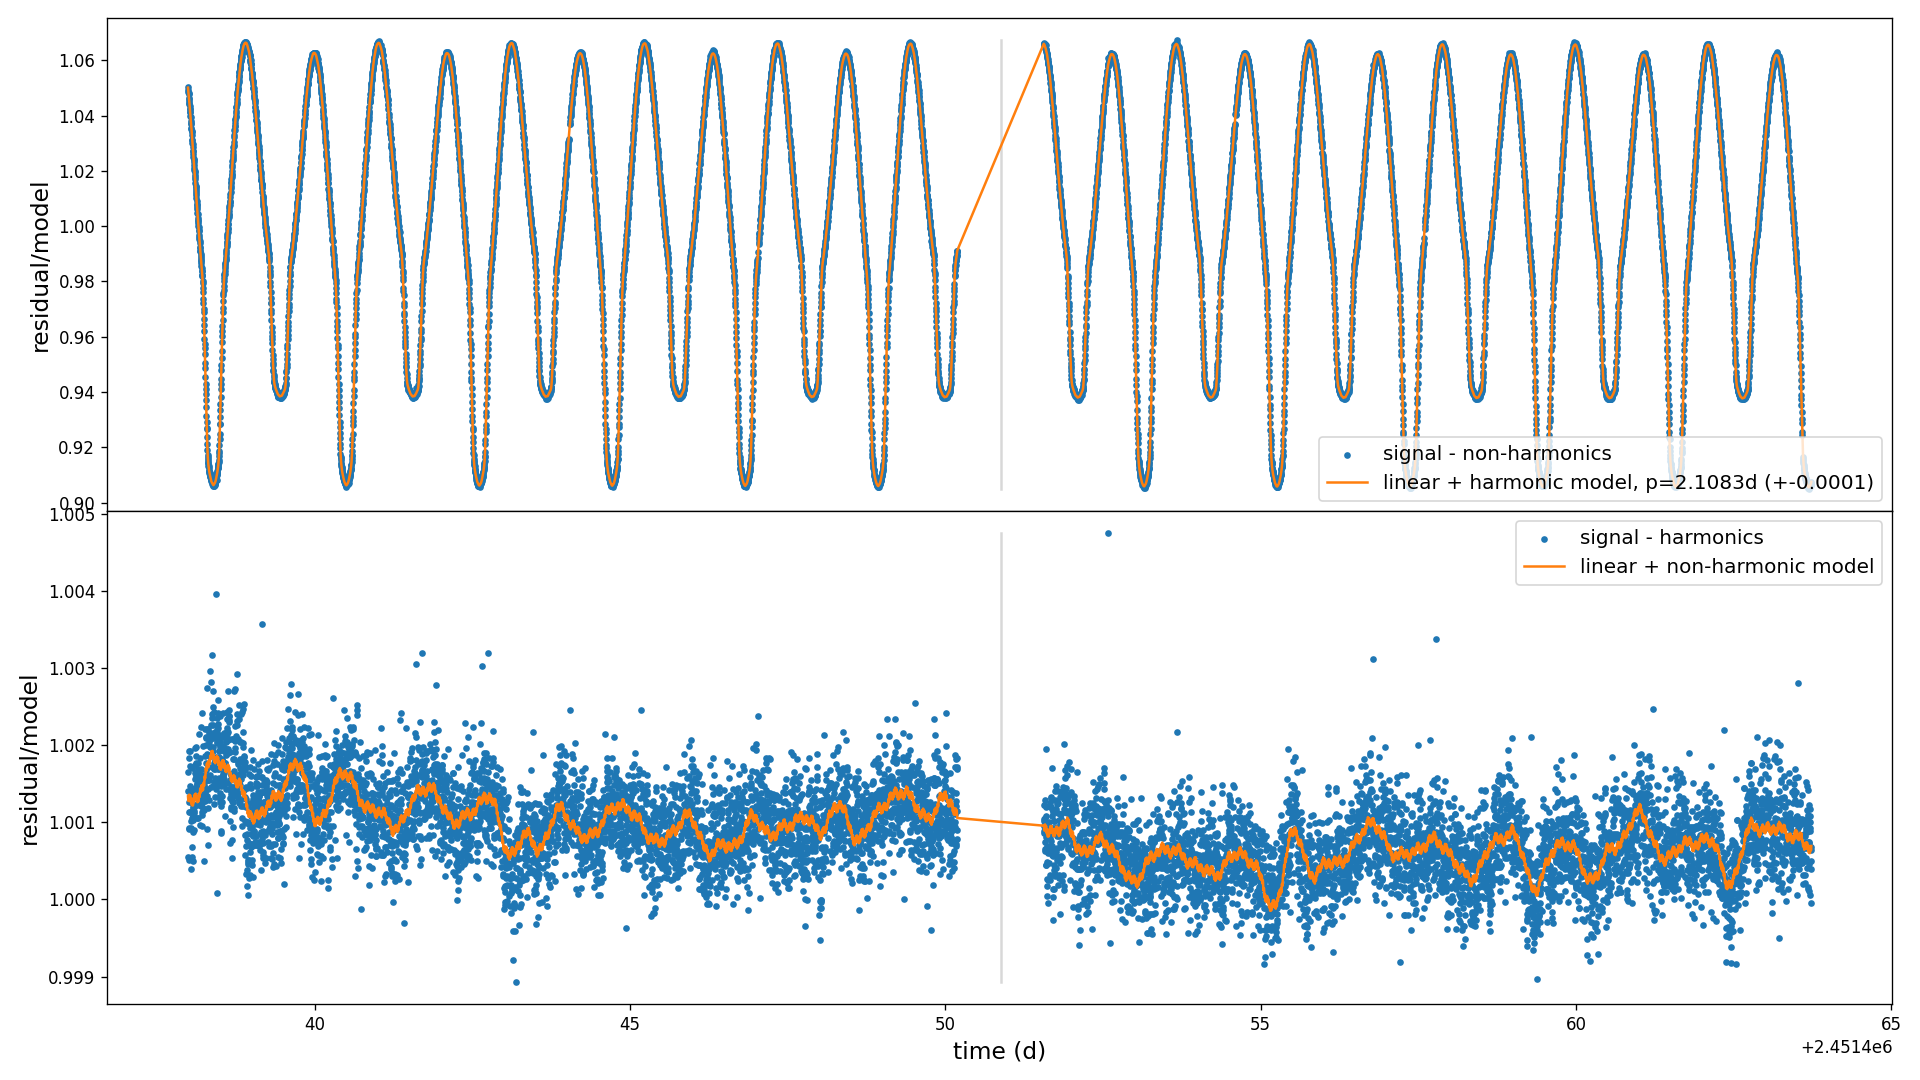 residual/model
1.06
1.04
1.02
1.00
0.98
0.96
0.94
0.92
0.90
signal - non-harmonics
linear + harmonic model, p=2.1083d (+-0.0001)
residual/model
1.005
1.004
1.003
1.002
1.001
1.000
0.999
signal - harmonics
linear + non-harmonic model
40 45 50 55 60 65
time (d)
+2.4514e6